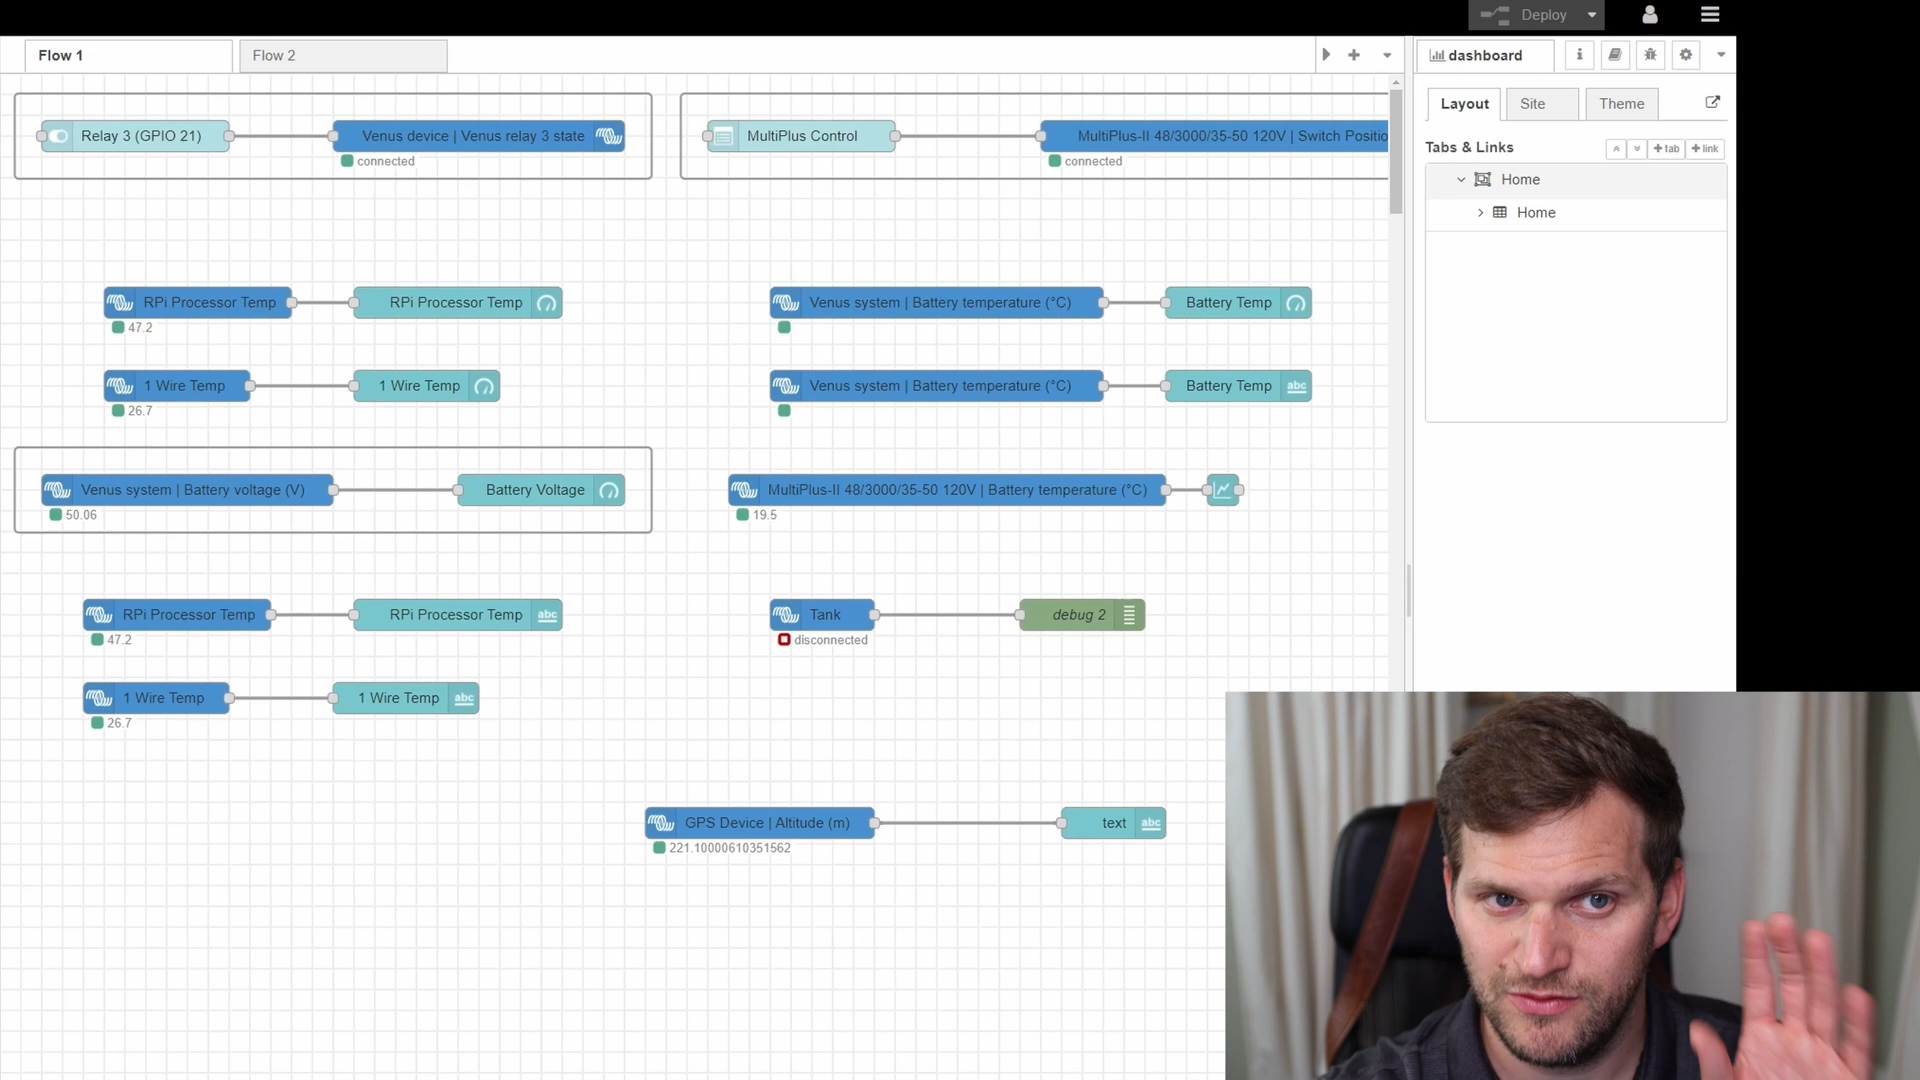 Deploy
Flow 1
Flow 2
dashboard
Layout
Site
Theme
Tabs & Links
tab
link
Home
Home
Relay 3 (GPIO 21)
Venus device | Venus relay 3 state
connected
MultiPlus Control
MultiPlus-II 48/3000/35-50 120V | Switch Positio
connected
RPi Processor Temp
47.2
RPi Processor Temp
Venus system | Battery temperature (°C)
Battery Temp
1 Wire Temp
26.7
1 Wire Temp
Venus system | Battery temperature (°C)
Battery Temp
abc
Venus system | Battery voltage (V)
50.06
Battery Voltage
MultiPlus-II 48/3000/35-50 120V | Battery temperature (°C)
19.5
RPi Processor Temp
47.2
RPi Processor Temp
abc
Tank
disconnected
debug 2
1 Wire Temp
26.7
1 Wire Temp
abc
GPS Device | Altitude (m)
221.10000610351562
text
abc